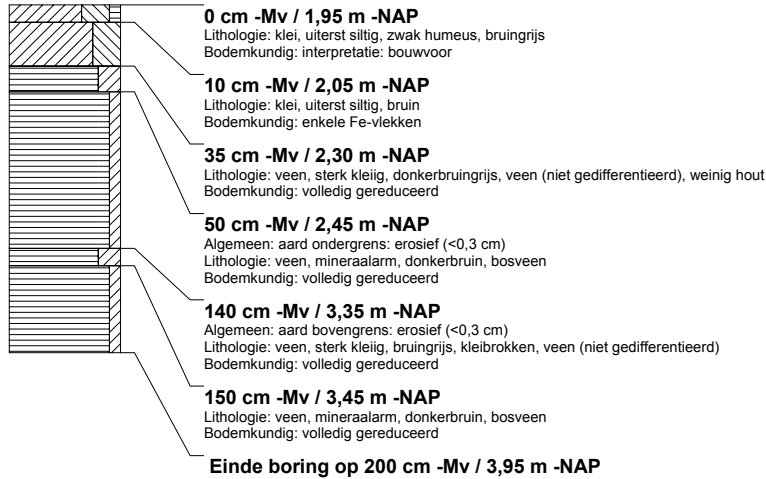 0 cm -Mv / 1,95 m -NAP
Lithologie: klei, uiterst siltig, zwak humeus, bruingrijs
Bodemkundig: interpretatie: bouwvoor
10 cm -Mv / 2,05 m -NAP
Lithologie: klei, uiterst siltig, bruin
Bodemkundig: enkele Fe-vlekken
35 cm -Mv / 2,30 m -NAP
Lithologie: veen, sterk kleiig, donkerbruingrijs, veen (niet gedifferentieerd), weinig hout
Bodemkundig: volledig gereduceerd
50 cm -Mv / 2,45 m -NAP
Algemeen: aard ondergrens: erosief (<0,3 cm)
Lithologie: veen, mineraalarm, donkerbruin, bosveen
Bodemkundig: volledig gereduceerd
140 cm -Mv / 3,35 m -NAP
Algemeen: aard bovengrens: erosief (<0,3 cm)
Lithologie: veen, sterk kleiig, bruingrijs, kleibrokken, veen (niet gedifferentieerd)
Bodemkundig: volledig gereduceerd
150 cm -Mv / 3,45 m -NAP
Lithologie: veen, mineraalarm, donkerbruin, bosveen
Bodemkundig: volledig gereduceerd
Einde boring op 200 cm -Mv / 3,95 m -NAP